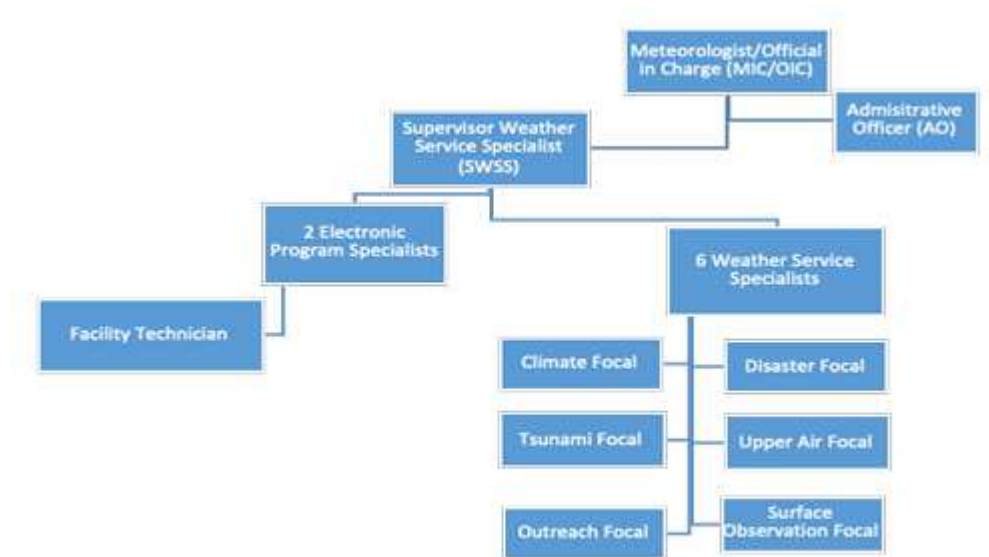 Meteorologist/Official
in Charge (MIC/OIC)
Admisitrative
Officer (AO)
Supervisor Weather
Service Specialist
(SWSS)
2 Electronic
Program Specialists
6 Weather Service
Specialists
Facility Technician
Climate Focal
Disaster Focal
Tsunami Focal
Upper Air Focal
Outreach Focal
Surface
Observation Focal